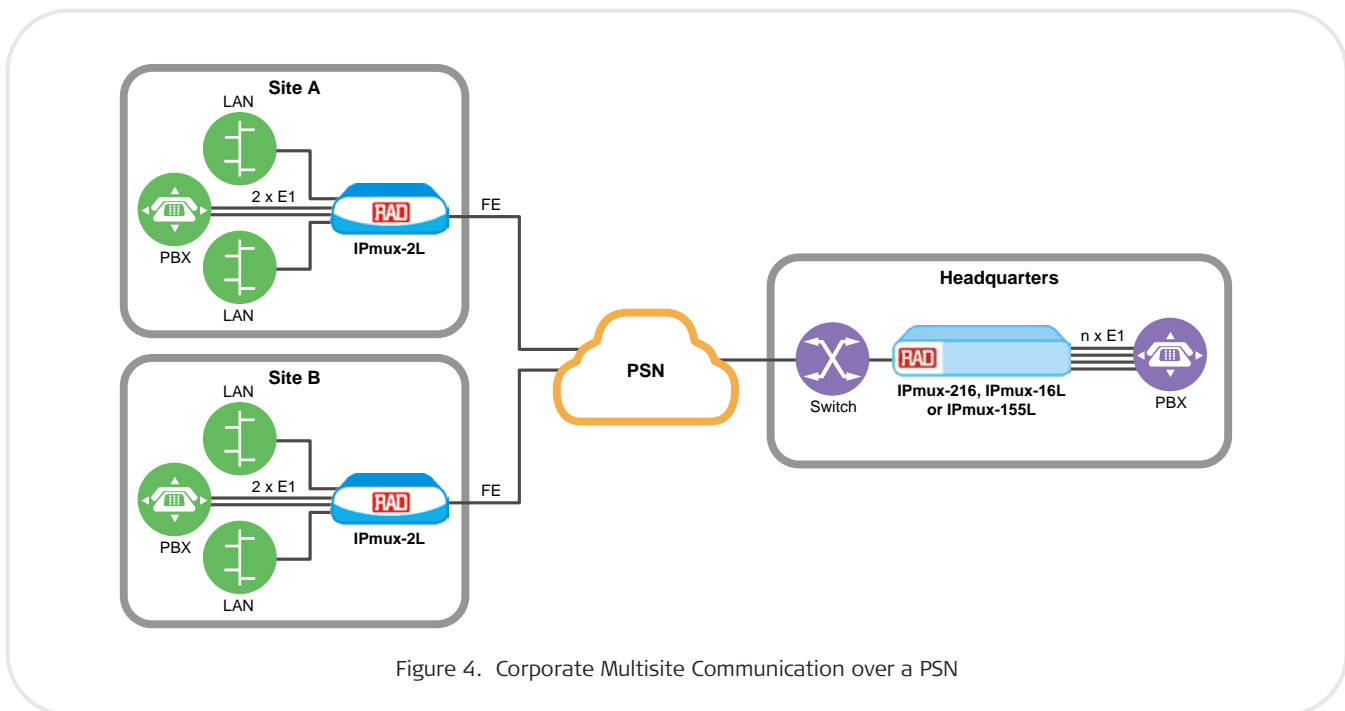 Site A
LAN
2 x E1
PBX
LAN
RAD
IPmux-2L
FE
Site B
LAN
2 x E1
PBX
LAN
RAD
IPmux-2L
FE
PSN
Headquarters
Switch
RAD
IPmux-216, IPmux-16L
or IPmux-155L
n x E1
PBX
Figure 4. Corporate Multisite Communication over a PSN